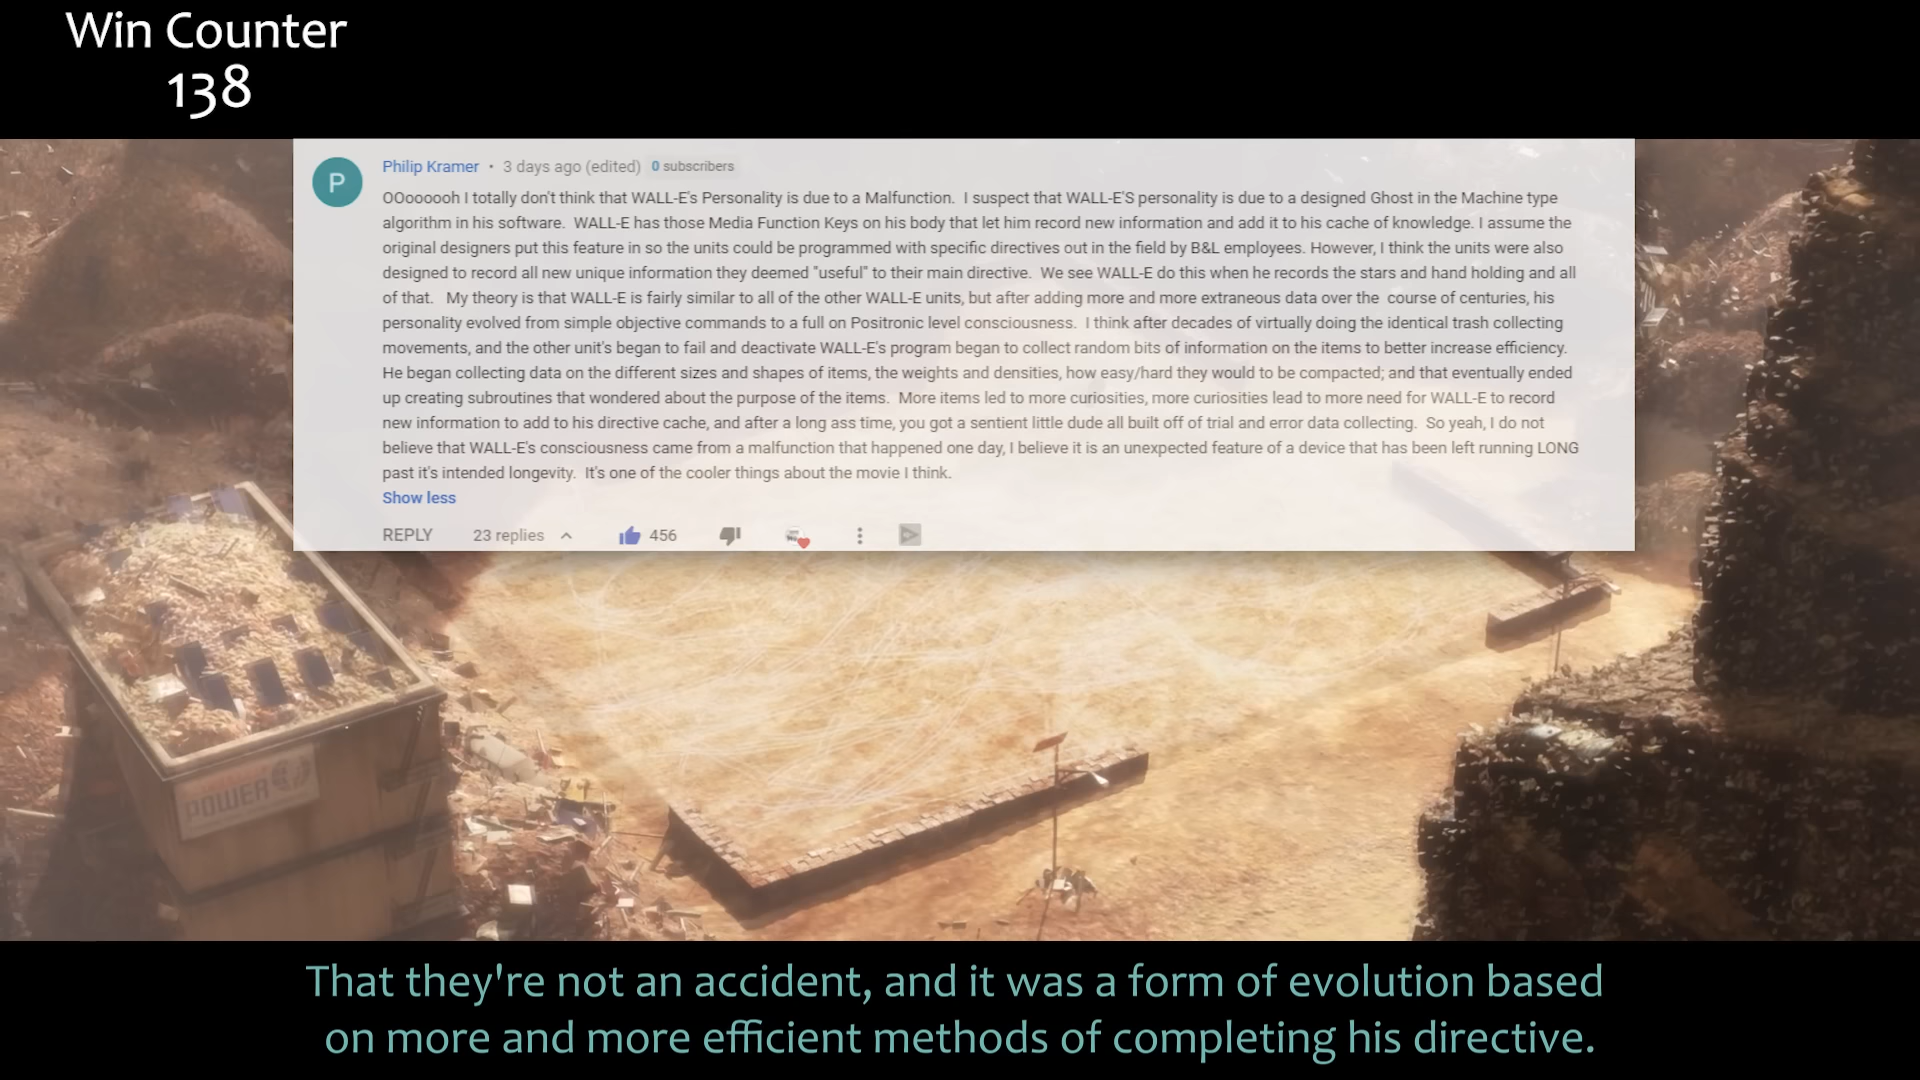 Win Counter
138
P
Philip Kramer • 3 days ago (edited) 0 subscribers
OOoooooh I totally don't think that WALL-E's Personality is due to a Malfunction.  I suspect that WALL-E'S personality is due to a designed Ghost in the Machine type
algorithm in his software.  WALL-E has those Media Function Keys on his body that let him record new information and add it to his cache of knowledge. I assume the
original designers put this feature in so the units could be programmed with specific directives out in the field by B&L employees. However, I think the units were also
designed to record all new unique information they deemed "useful" to their main directive.  We see WALL-E do this when he records the stars and hand holding and all
of that.   My theory is that WALL-E is fairly similar to all of the other WALL-E units, but after adding more and more extraneous data over the  course of centuries, his
personality evolved from simple objective commands to a full on Positronic level consciousness.  I think after decades of virtually doing the identical trash collecting
movements, and the other unit's began to fail and deactivate WALL-E's program began to collect random bits of information on the items to better increase efficiency.
He began collecting data on the different sizes and shapes of items, the weights and densities, how easy/hard they would to be compacted; and that eventually ended
up creating subroutines that wondered about the purpose of the items.  More items led to more curiosities, more curiosities lead to more need for WALL-E to record
new information to add to his directive cache, and after a long ass time, you got a sentient little dude all built off of trial and error data collecting.  So yeah, I do not
believe that WALL-E's consciousness came from a malfunction that happened one day, I believe it is an unexpected feature of a device that has been left running LONG
past it's intended longevity.  It's one of the cooler things about the movie I think.
Show less
REPLY 23 replies 456
POWER
That they're not an accident, and it was a form of evolution based
on more and more efficient methods of completing his directive.